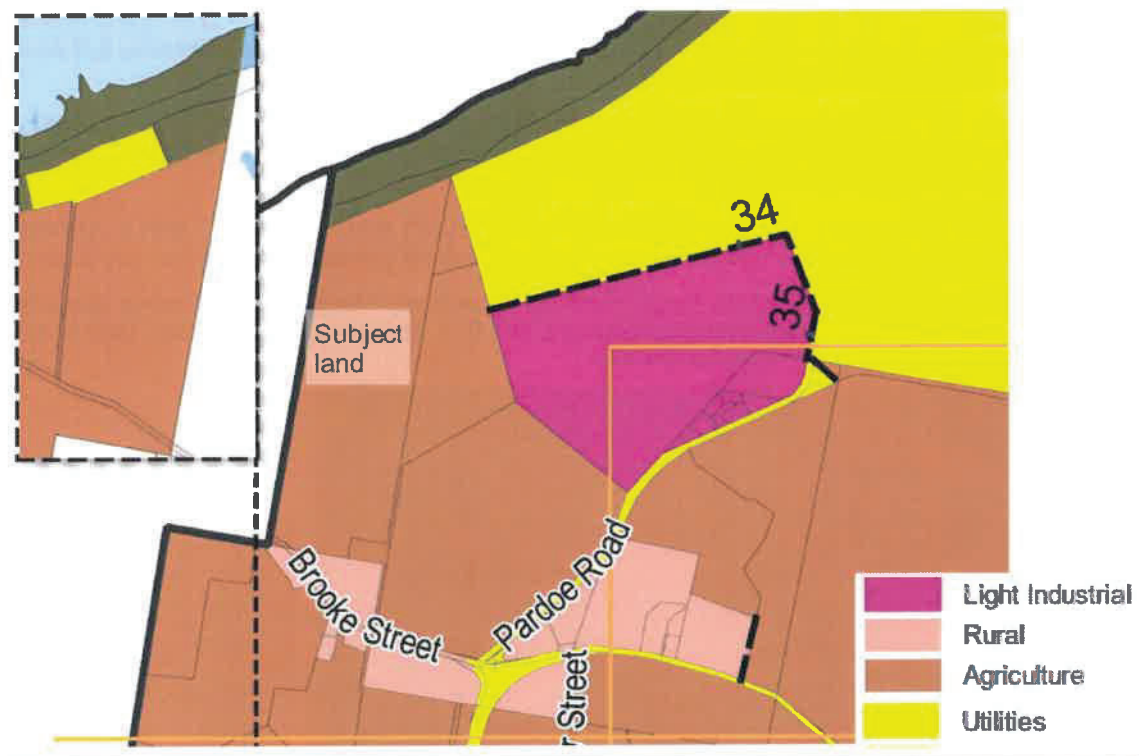 34
35
Subject
land
Brooke Street
Pardoe Road
r Street
Light Industrial
Rural
Agriculture
Utilities